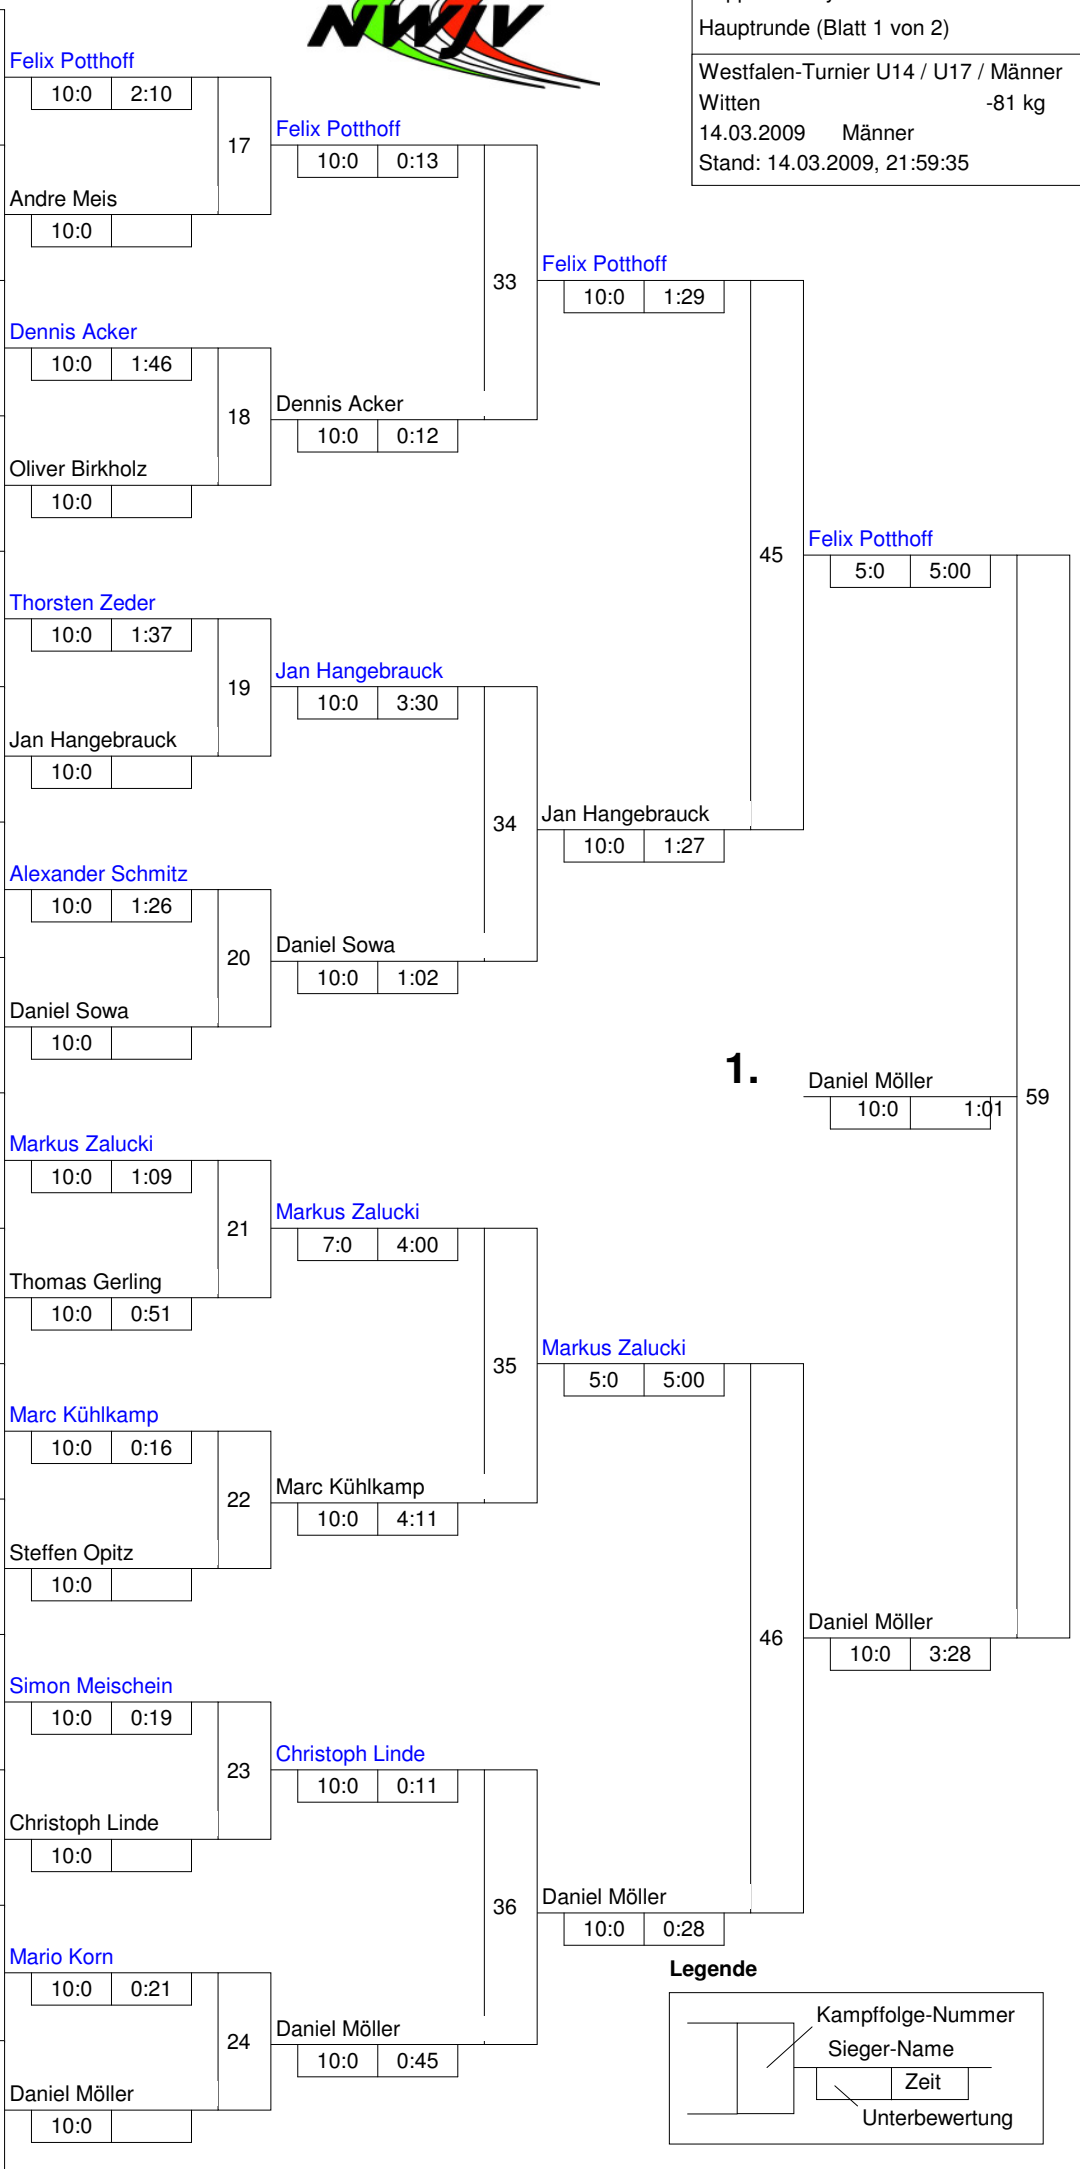 NWJV
Hauptrunde (Blatt 1 von 2)
Westfalen-Turnier U14 / U17 / Männer
Witten -81 kg
14.03.2009 Männer
Stand: 14.03.2009, 21:59:35
Felix Potthoff
10:0 2:10
17
Andre Meis
10:0
Felix Potthoff
10:0 0:13
Dennis Acker
10:0 1:46
18
Oliver Birkholz
10:0
Dennis Acker
10:0 0:12
33
Felix Potthoff
10:0 1:29
Thorsten Zeder
10:0 1:37
19
Jan Hangebrauck
10:0
Jan Hangebrauck
10:0 3:30
Alexander Schmitz
10:0 1:26
20
Daniel Sowa
10:0
Daniel Sowa
10:0 1:02
34
Jan Hangebrauck
10:0 1:27
45
Felix Potthoff
5:0 5:00
1.
Daniel Möller
10:0 1:01
59
Markus Zalucki
10:0 1:09
21
Thomas Gerling
10:0 0:51
Markus Zalucki
7:0 4:00
Marc Kühlkamp
10:0 0:16
22
Steffen Opitz
10:0
Marc Kühlkamp
10:0 4:11
35
Markus Zalucki
5:0 5:00
Simon Meischein
10:0 0:19
23
Christoph Linde
10:0
Christoph Linde
10:0 0:11
Mario Korn
10:0 0:21
24
Daniel Möller
10:0
Daniel Möller
10:0 0:45
36
Daniel Möller
10:0 0:28
46
Daniel Möller
10:0 3:28
Legende
Kampffolge-Nummer
Sieger-Name
Zeit
Unterbewertung